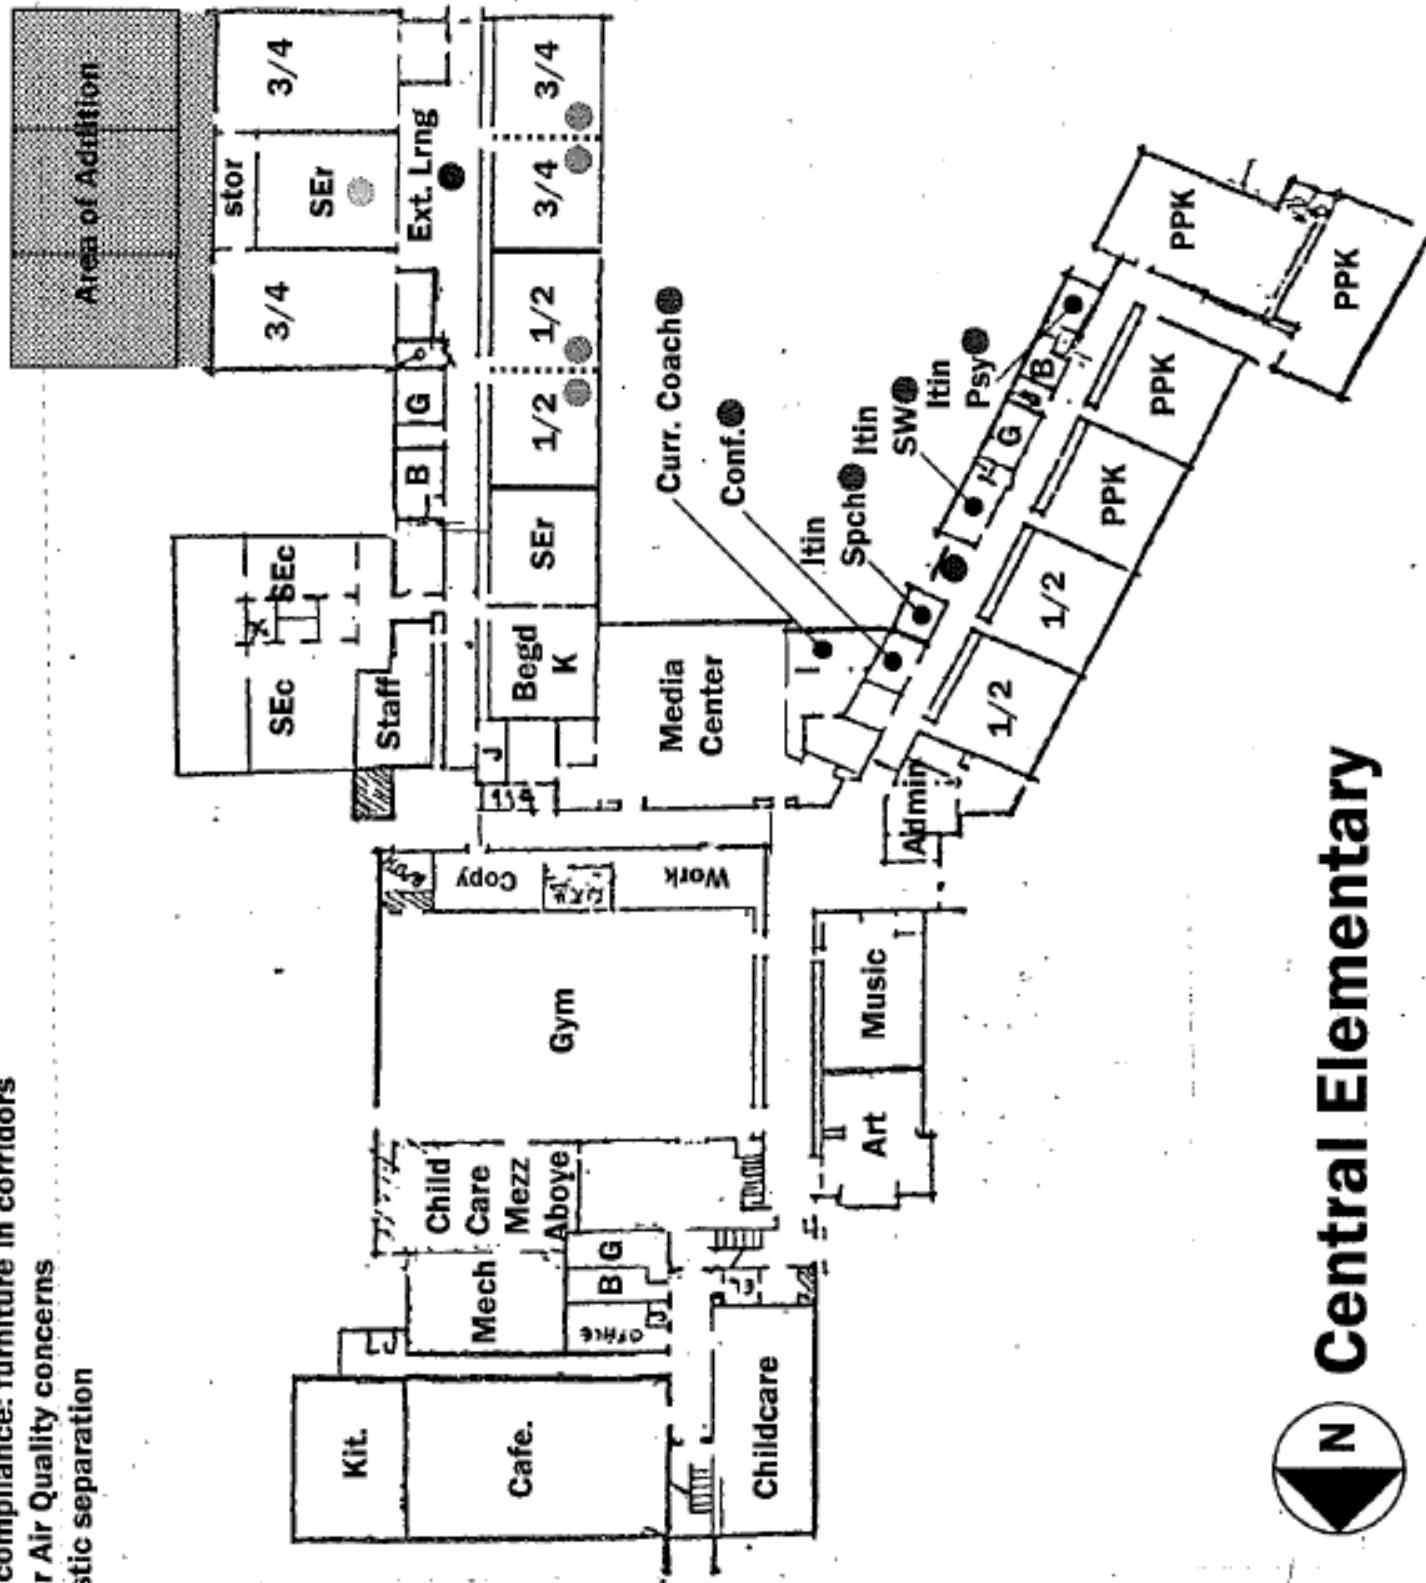 compliance: furniture in corridors
r Air Quality concerns
stic separation
Area of Addition
3/4
stor
SEr
3/4
Ext. Lrng
3/4
3/4
1/2
1/2
G
B
SEr
Begd
K
SEc
SEc
Staff
J
Media
Center
Curr. Coach
Conf.
Itin
Spch
Itin
SW
Itin
Psy
B
G
PPK
PPK
PPK
PPK
1/2
1/2
Admin
Copy
Work
Gym
Music
Art
Child
Care
Mezz
Above
Mech
B
G
Office
J
Kit.
Cafe.
Childcare
N
Central Elementary